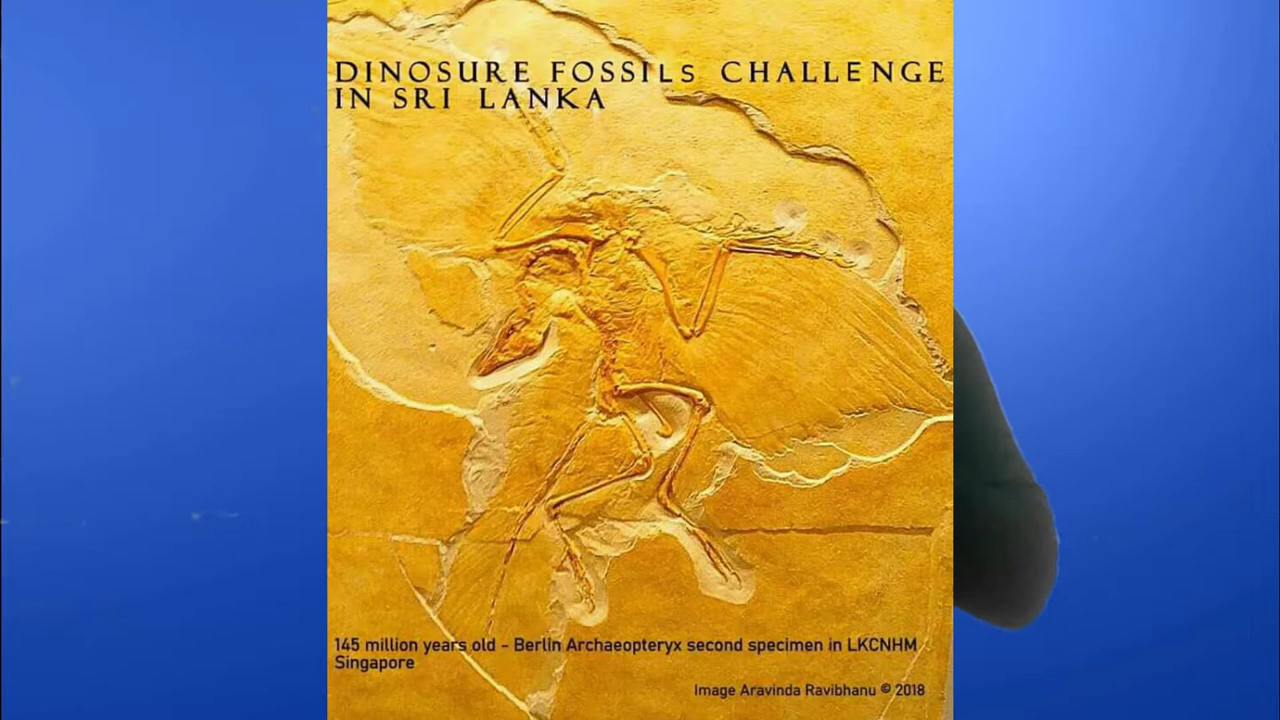 DINOSURE FOSSILS CHALLENGE
IN SRI LANKA
145 million years old - Berlin Archaeopteryx second specimen in LKCNHM
Singapore
Image Aravinda Ravibhanu © 2018